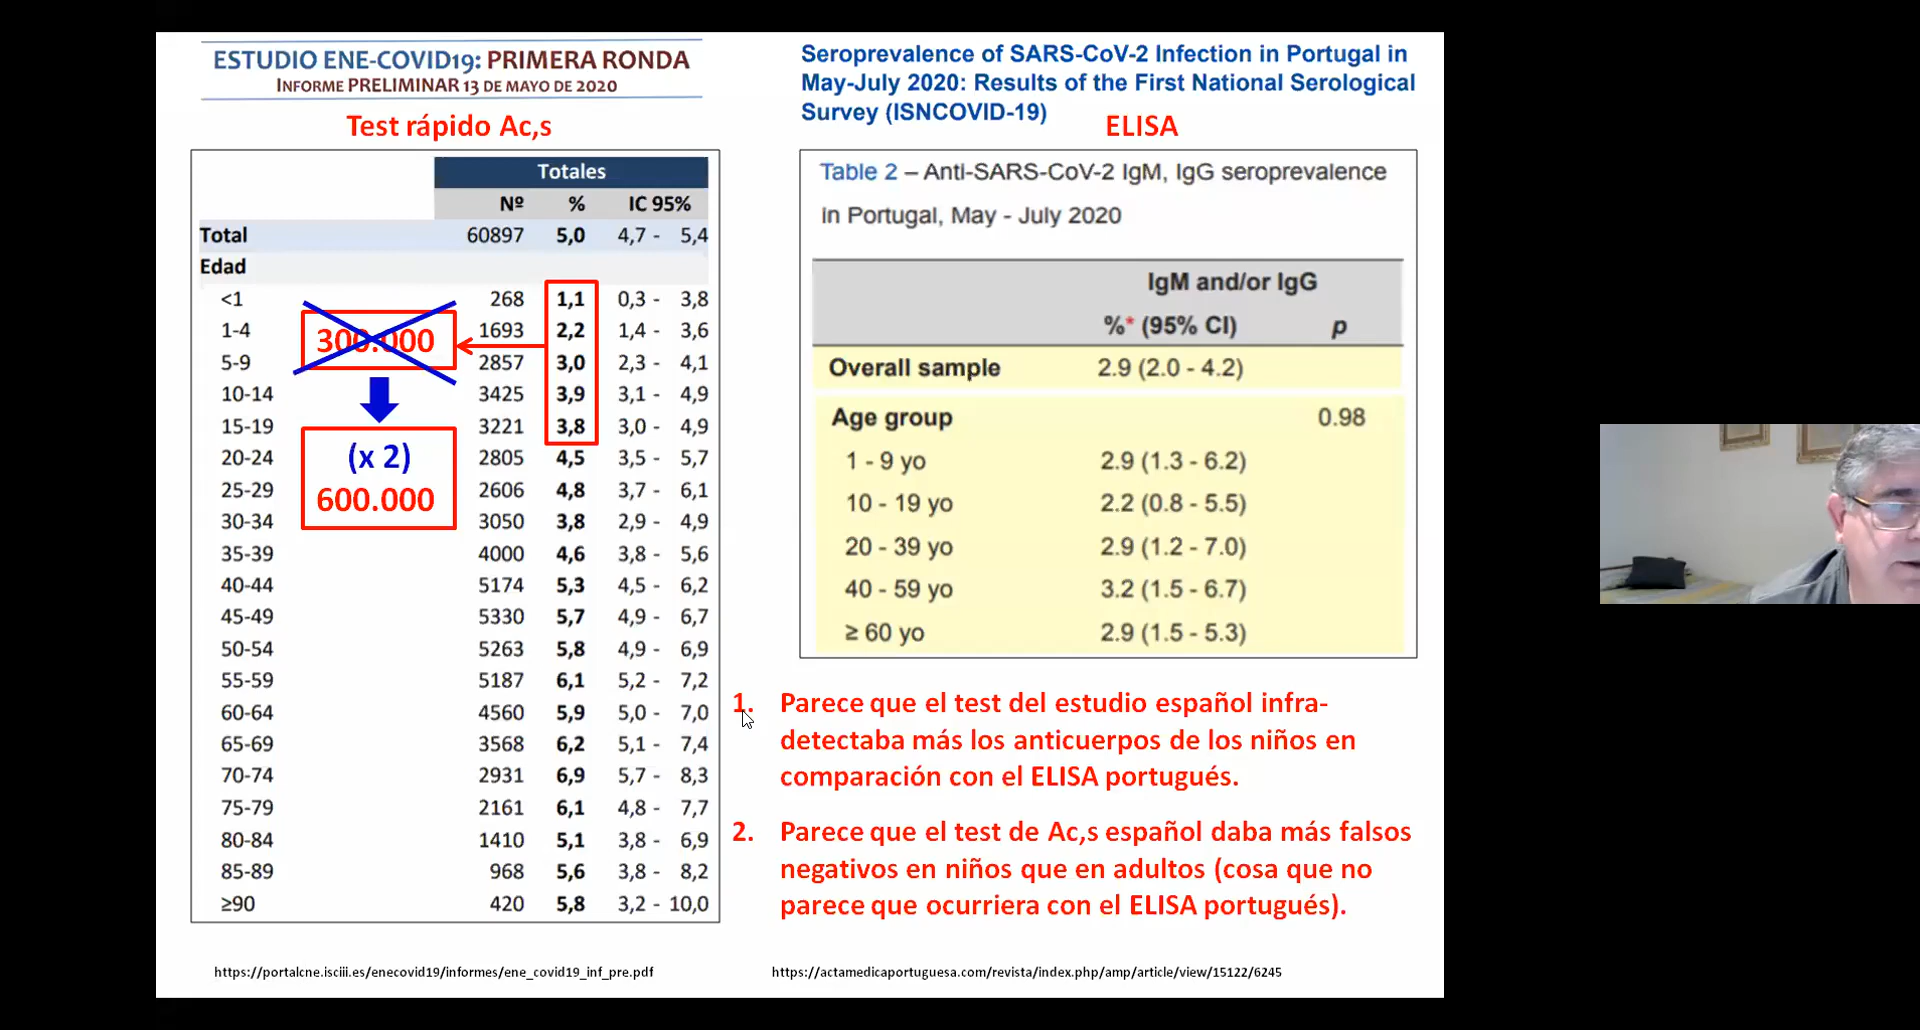 ESTUDIO ENE-COVID19: PRIMERA RONDA
INFORME PRELIMINAR 13 DE MAYO DE 2020
Test rápido Ac,s
Totales
Nº % IC 95%
Total 60897 5,0 4,7 - 5,4
Edad
<1 268 1,1 0,3 - 3,8
1-4 1693 2,2 1,4 - 3,6
5-9 2857 3,0 2,3 - 4,1
10-14 3425 3,9 3,1 - 4,9
15-19 3221 3,8 3,0 - 4,9
20-24 2805 4,5 3,5 - 5,7
25-29 2606 4,8 3,7 - 6,1
30-34 3050 3,8 2,9 - 4,9
35-39 4000 4,6 3,8 - 5,6
40-44 5174 5,3 4,5 - 6,2
45-49 5330 5,7 4,9 - 6,7
50-54 5263 5,8 4,9 - 6,9
55-59 5187 6,1 5,2 - 7,2
60-64 4560 5,9 5,0 - 7,0
65-69 3568 6,2 5,1 - 7,4
70-74 2931 6,9 5,7 - 8,3
75-79 2161 6,1 4,8 - 7,7
80-84 1410 5,1 3,8 - 6,9
85-89 968 5,6 3,8 - 8,2
≥90 420 5,8 3,2 - 10,0
300.000
(x 2)
600.000
https://portalcne.isciii.es/enecovid19/informes/ene_covid19_inf_pre.pdf
Seroprevalence of SARS-CoV-2 Infection in Portugal in
May-July 2020: Results of the First National Serological
Survey (ISNCOVID-19)
ELISA
Table 2 – Anti-SARS-CoV-2 IgM, IgG seroprevalence
in Portugal, May - July 2020
IgM and/or IgG
%* (95% CI) p
Overall sample 2.9 (2.0 - 4.2)
Age group 0.98
1 - 9 yo 2.9 (1.3 - 6.2)
10 - 19 yo 2.2 (0.8 - 5.5)
20 - 39 yo 2.9 (1.2 - 7.0)
40 - 59 yo 3.2 (1.5 - 6.7)
≥ 60 yo 2.9 (1.5 - 5.3)
1. Parece que el test del estudio español infra-
detectaba más los anticuerpos de los niños en
comparación con el ELISA portugués.
2. Parece que el test de Ac,s español daba más falsos
negativos en niños que en adultos (cosa que no
parece que ocurriera con el ELISA portugués).
https://actamedicaportuguesa.com/revista/index.php/amp/article/view/15122/6245